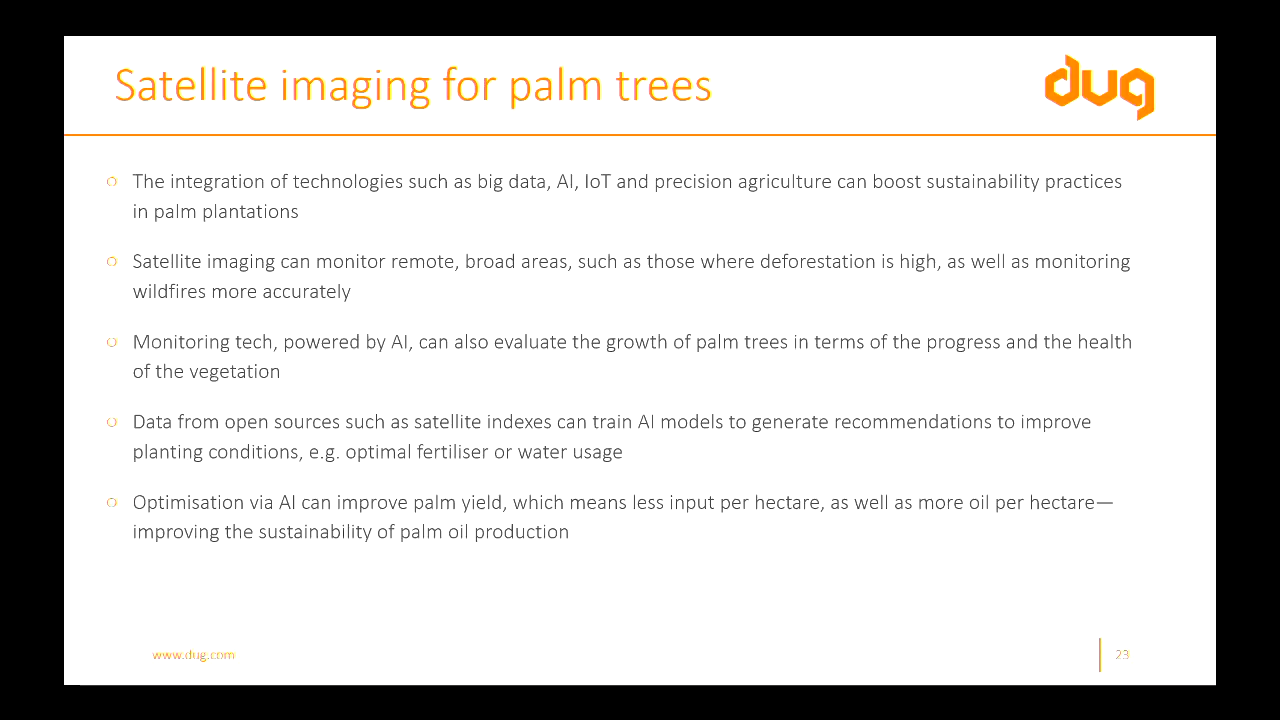 Satellite imaging for palm trees
dug
The integration of technologies such as big data, AI, IoT and precision agriculture can boost sustainability practices
in palm plantations
Satellite imaging can monitor remote, broad areas, such as those where deforestation is high, as well as monitoring
wildfires more accurately
Monitoring tech, powered by AI, can also evaluate the growth of palm trees in terms of the progress and the health
of the vegetation
Data from open sources such as satellite indexes can train AI models to generate recommendations to improve
planting conditions, e.g. optimal fertiliser or water usage
Optimisation via AI can improve palm yield, which means less input per hectare, as well as more oil per hectare—
improving the sustainability of palm oil production
www.dug.com
23